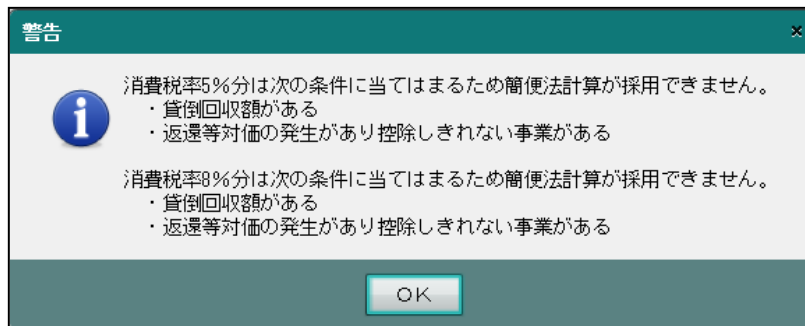 警告
×
消費税率5%分は次の条件に当てはまるため簡便法計算が採用できません。
・貸倒回収額がある
・返還等対価の発生があり控除しきれない事業がある
消費税率8%分は次の条件に当てはまるため簡便法計算が採用できません。
・貸倒回収額がある
・返還等対価の発生があり控除しきれない事業がある
OK